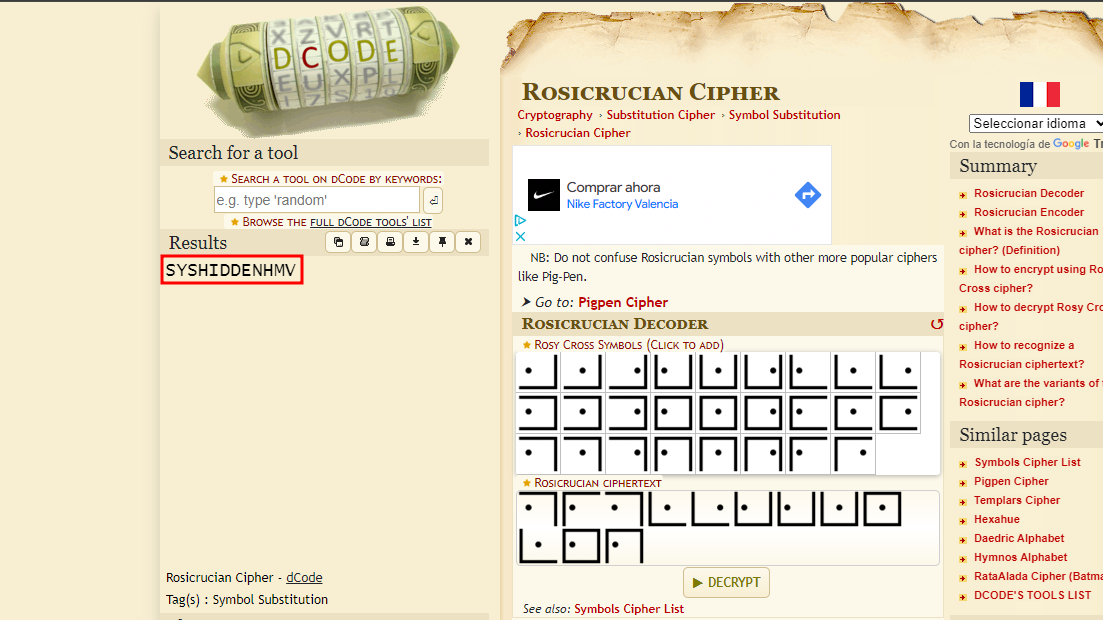 DCODE
Search for a tool
★ Search a tool on dCode by keywords:
e.g. type 'random'
★ Browse the full dCode tools' list
Results
SYSHIDDENHMV
Rosicrucian Cipher - dCode
Tag(s) : Symbol Substitution
Rosicrucian Cipher
Cryptography › Substitution Cipher › Symbol Substitution
› Rosicrucian Cipher
Comprar ahora
Nike Factory Valencia
NB: Do not confuse Rosicrucian symbols with other more popular ciphers
like Pig-Pen.
➤ Go to: Pigpen Cipher
Rosicrucian Decoder
★ Rosy Cross Symbols (Click to add)
★ Rosicrucian ciphertext
▶ DECRYPT
See also: Symbols Cipher List
Seleccionar idioma
Con la tecnología de Google Tr
Summary
Rosicrucian Decoder
Rosicrucian Encoder
What is the Rosicrucian
cipher? (Definition)
How to encrypt using Ro
Cross cipher?
How to decrypt Rosy Cro
cipher?
How to recognize a
Rosicrucian ciphertext?
What are the variants of t
Rosicrucian cipher?
Similar pages
Symbols Cipher List
Pigpen Cipher
Templars Cipher
Hexahue
Daedric Alphabet
Hymnos Alphabet
RataAlada Cipher (Batma
DCODE'S TOOLS LIST